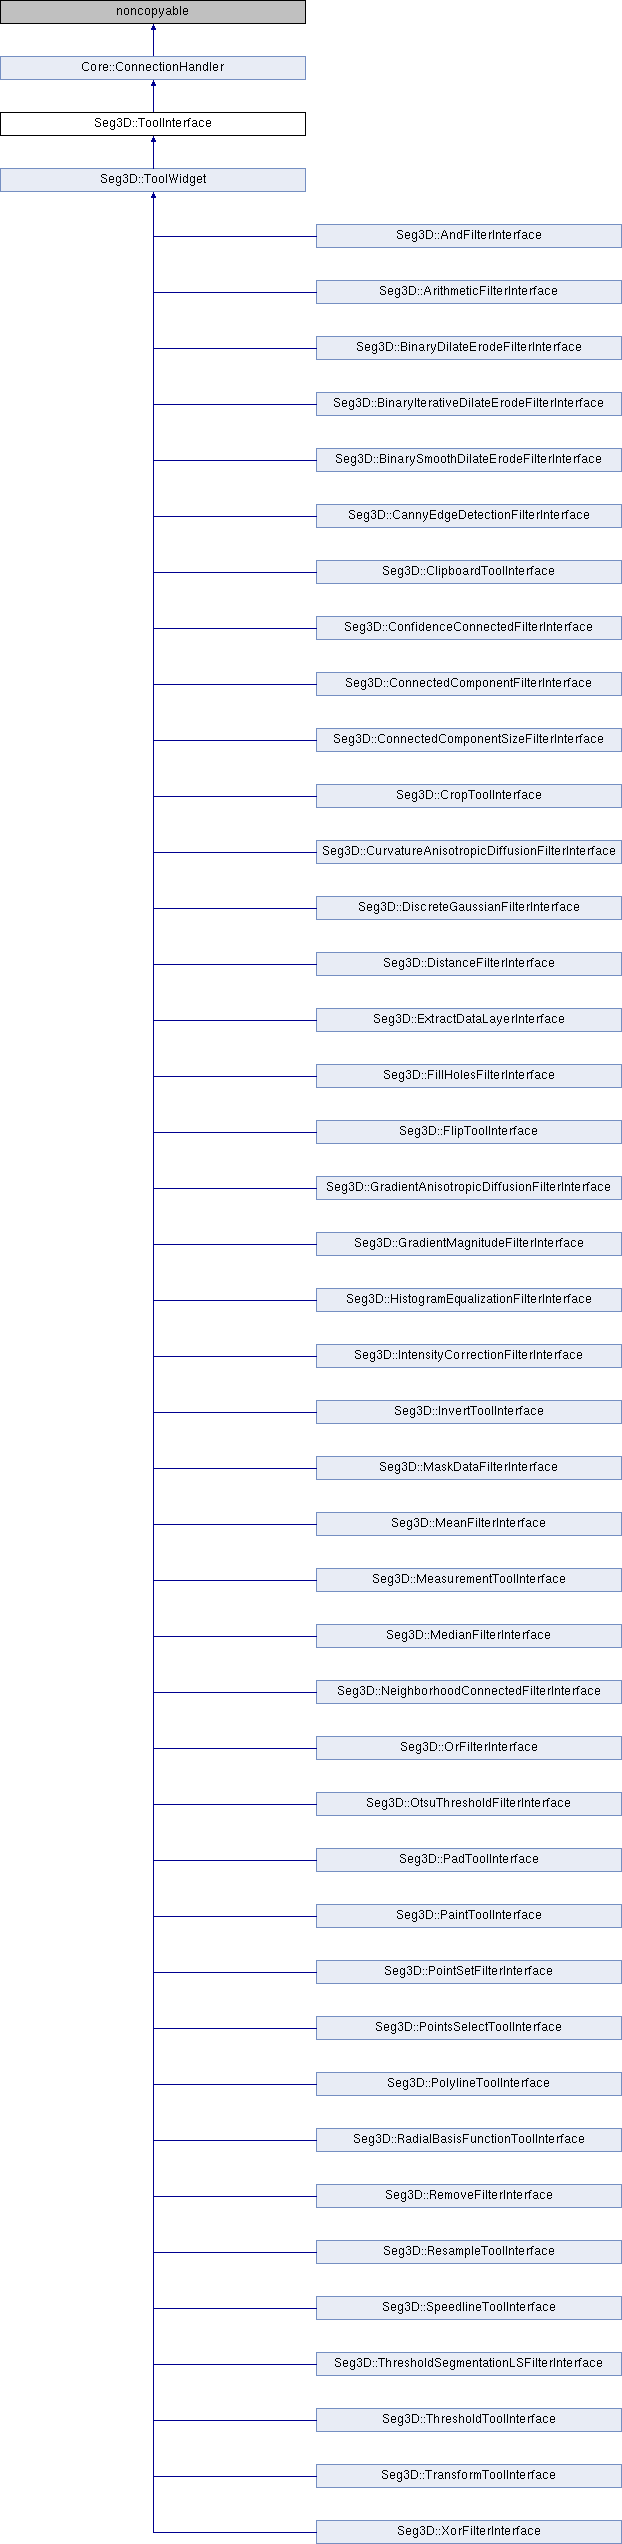 noncopyable
Core::ConnectionHandler
Seg3D::ToolInterface
Seg3D::ToolWidget
Seg3D::AndFilterInterface
Seg3D::ArithmeticFilterInterface
Seg3D::BinaryDilateErodeFilterInterface
Seg3D::BinaryIterativeDilateErodeFilterInterface
Seg3D::BinarySmoothDilateErodeFilterInterface
Seg3D::CannyEdgeDetectionFilterInterface
Seg3D::ClipboardToolInterface
Seg3D::ConfidenceConnectedFilterInterface
Seg3D::ConnectedComponentFilterInterface
Seg3D::ConnectedComponentSizeFilterInterface
Seg3D::CropToolInterface
Seg3D::CurvatureAnisotropicDiffusionFilterInterface
Seg3D::DiscreteGaussianFilterInterface
Seg3D::DistanceFilterInterface
Seg3D::ExtractDataLayerInterface
Seg3D::FillHolesFilterInterface
Seg3D::FlipToolInterface
Seg3D::GradientAnisotropicDiffusionFilterInterface
Seg3D::GradientMagnitudeFilterInterface
Seg3D::HistogramEqualizationFilterInterface
Seg3D::IntensityCorrectionFilterInterface
Seg3D::InvertToolInterface
Seg3D::MaskDataFilterInterface
Seg3D::MeanFilterInterface
Seg3D::MeasurementToolInterface
Seg3D::MedianFilterInterface
Seg3D::NeighborhoodConnectedFilterInterface
Seg3D::OrFilterInterface
Seg3D::OtsuThresholdFilterInterface
Seg3D::PadToolInterface
Seg3D::PaintToolInterface
Seg3D::PointSetFilterInterface
Seg3D::PointsSelectToolInterface
Seg3D::PolylineToolInterface
Seg3D::RadialBasisFunctionToolInterface
Seg3D::RemoveFilterInterface
Seg3D::ResampleToolInterface
Seg3D::SpeedlineToolInterface
Seg3D::ThresholdSegmentationLSFilterInterface
Seg3D::ThresholdToolInterface
Seg3D::TransformToolInterface
Seg3D::XorFilterInterface